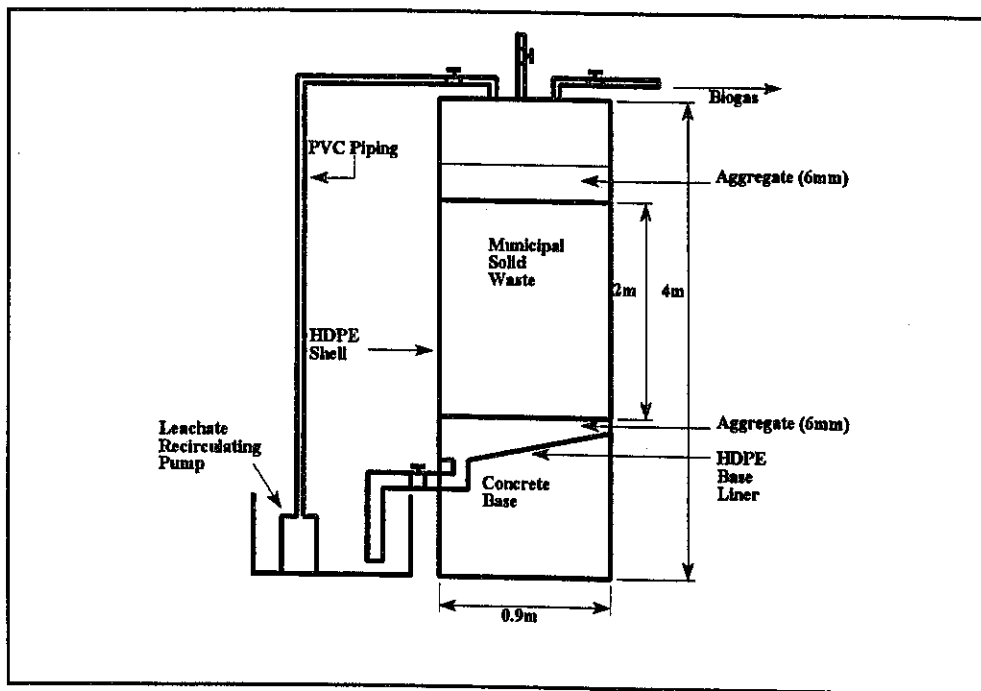 Biogas
PVC Piping
Aggregate (6mm)
Municipal
Solid
Waste
2m
4m
HDPE
Shell
Leachate
Recirculating
Pump
Aggregate (6mm)
HDPE
Base
Liner
Concrete
Base
0.9m